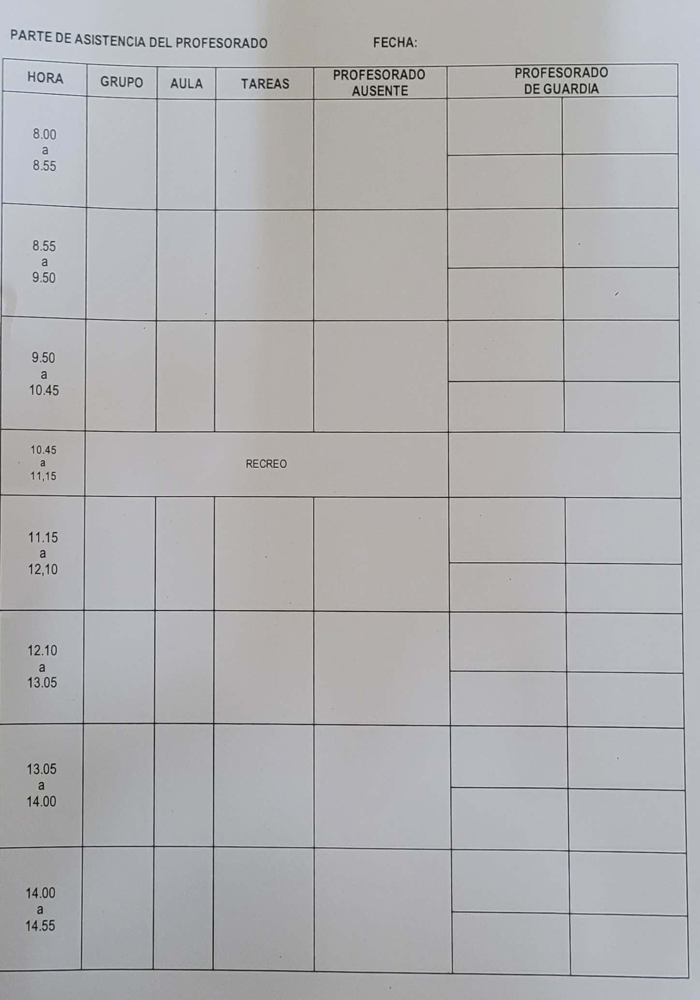 PARTE DE ASISTENCIA DEL PROFESORADO FECHA:
HORA GRUPO AULA TAREAS PROFESORADO AUSENTE PROFESORADO DE GUARDIA
8.00
a
8.55
8.55
a
9.50
9.50
a
10.45
10.45
a
11,15
RECREO
11.15
a
12,10
12.10
a
13.05
13.05
a
14.00
14.00
a
14.55